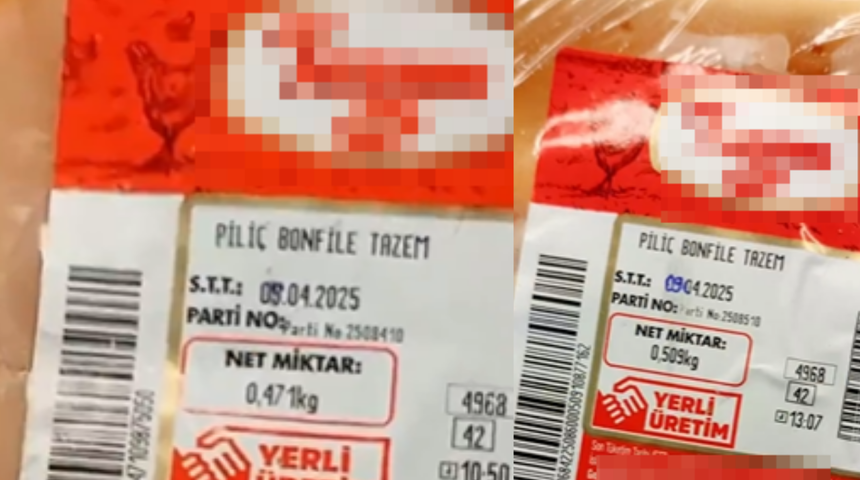 PİLİÇ BONFİLE TAZEM
S.T.T.: 09.04.2025
PARTİ NO: Parti No 2508410
NET MİKTAR:
0,471kg
4968
42
10:50
YERLİ
PİLİÇ BONFİLE TAZEM
S.T.T.: 09.04.2025
PARTİ NO: Parti No 2508510
NET MİKTAR:
0,509kg
4968
42
13:07
YERLİ
ÜRETİM